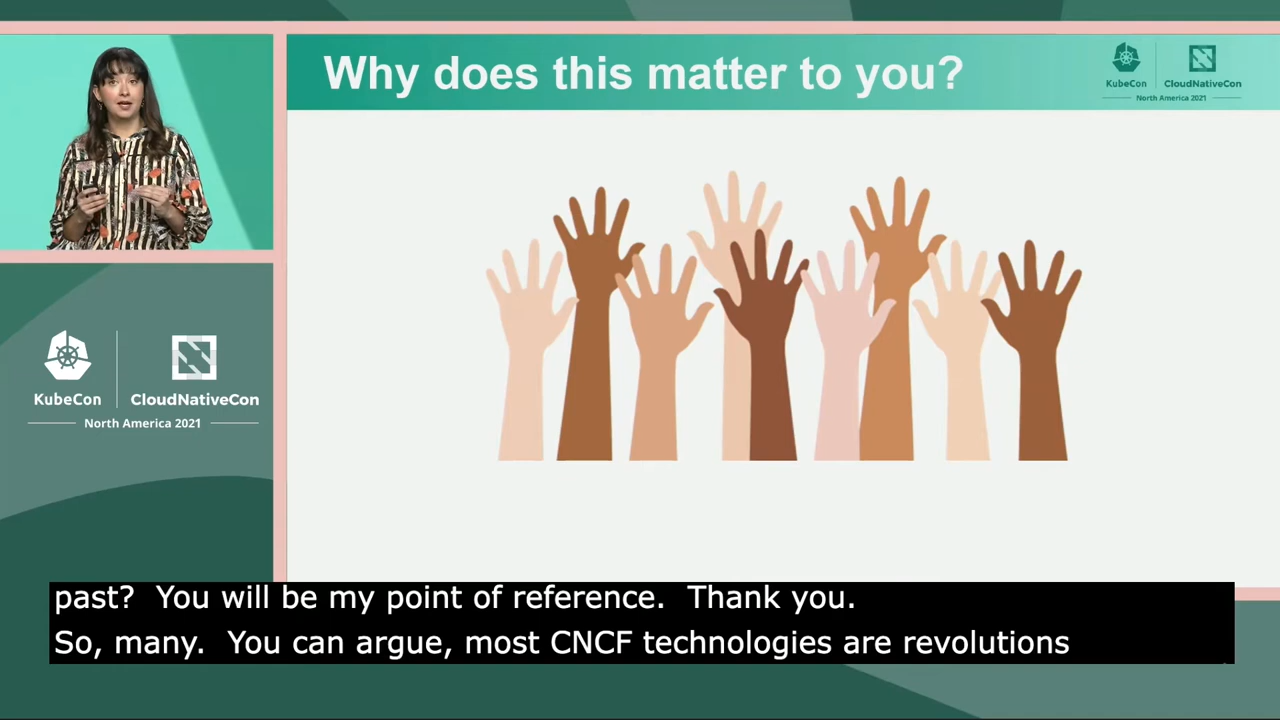 Why does this matter to you?
KubeCon
CloudNativeCon
North America 2021
KubeCon
CloudNativeCon
North America 2021
past?  You will be my point of reference.  Thank you.
So, many.  You can argue, most CNCF technologies are revolutions